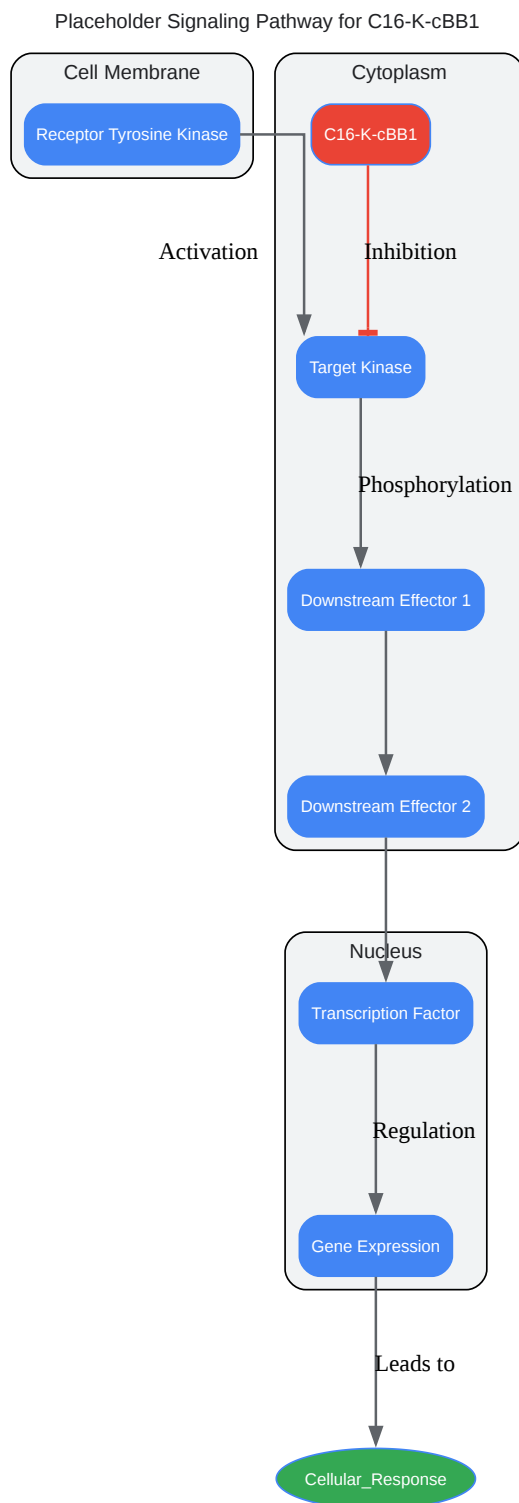 Placeholder Signaling Pathway for C16-K-cBB1
Cell Membrane
Cytoplasm
Receptor Tyrosine Kinase
C16-K-cBB1
Activation
Inhibition
Target Kinase
Phosphorylation
Downstream Effector 1
Downstream Effector 2
Nucleus
Transcription Factor
Regulation
Gene Expression
Leads to
Cellular_Response